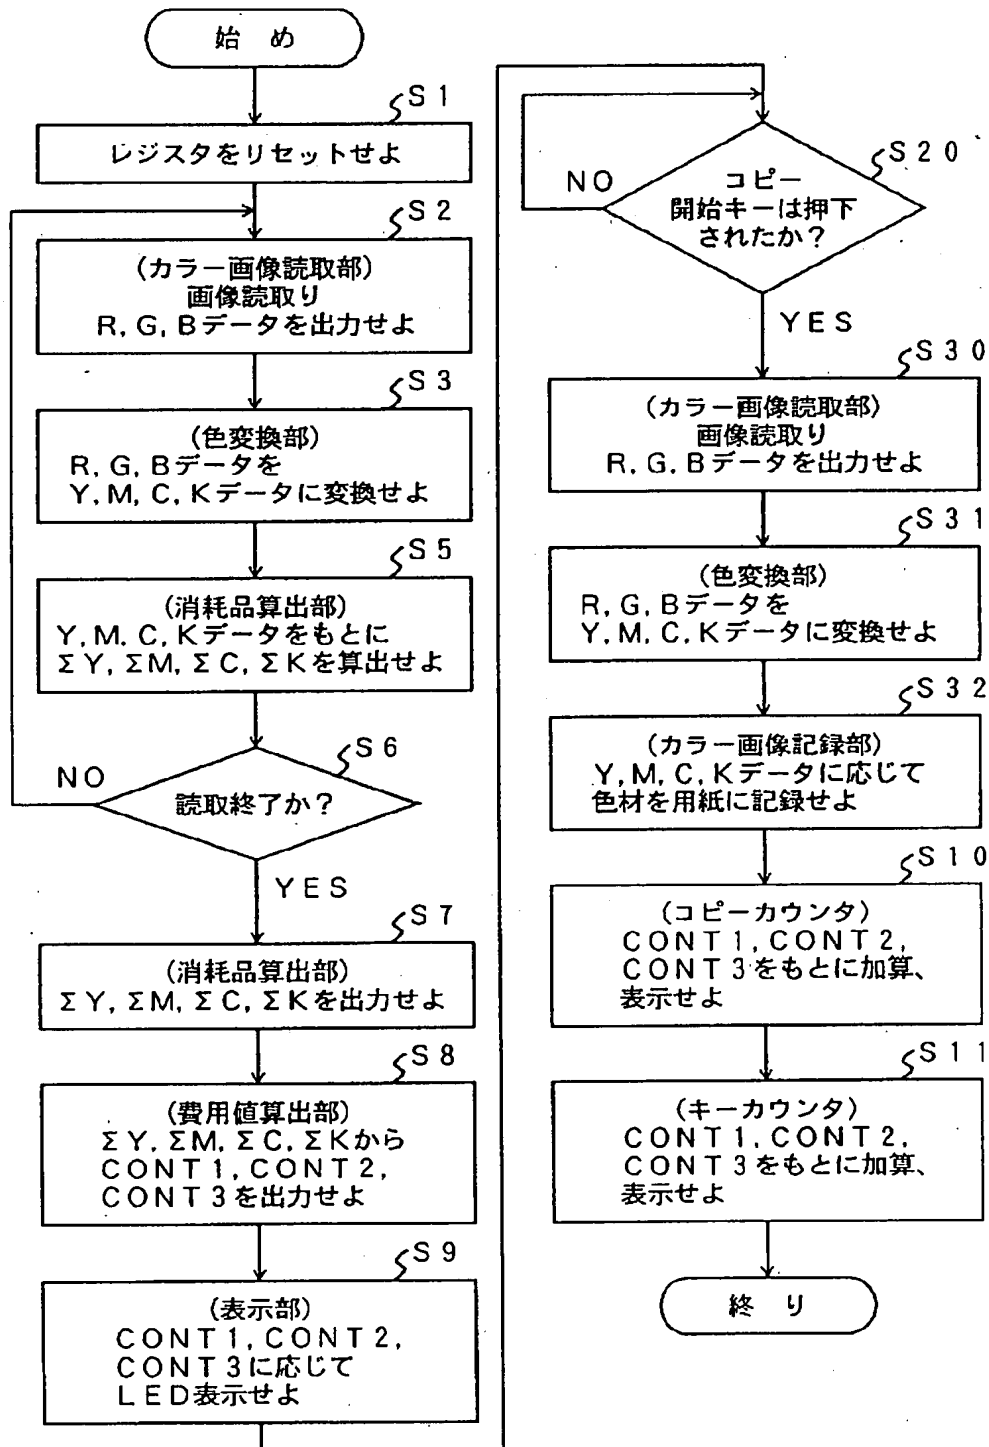 始 め
S1
レジスタをリセットせよ
S2
(カラー画像読取部)
画像読取り
R,G,Bデータを出力せよ
S3
(色変換部)
R,G,Bデータを
Y,M,C,Kデータに変換せよ
S5
(消耗品算出部)
Y,M,C,Kデータをもとに
ΣY,ΣM,ΣC,ΣKを算出せよ
S6
NO
読取終了か?
YES
S7
(消耗品算出部)
ΣY,ΣM,ΣC,ΣKを出力せよ
S8
(費用値算出部)
ΣY,ΣM,ΣC,ΣKから
CONT1,CONT2,
CONT3を出力せよ
S9
(表示部)
CONT1,CONT2,
CONT3に応じて
LED表示せよ
S20
NO
コピー
開始キーは押下
されたか?
YES
S30
(カラー画像読取部)
画像読取り
R,G,Bデータを出力せよ
S31
(色変換部)
R,G,Bデータを
Y,M,C,Kデータに変換せよ
S32
(カラー画像記録部)
Y,M,C,Kデータに応じて
色材を用紙に記録せよ
S10
(コピーカウンタ)
CONT1,CONT2,
CONT3をもとに加算、
表示せよ
S11
(キーカウンタ)
CONT1,CONT2,
CONT3をもとに加算、
表示せよ
終 り